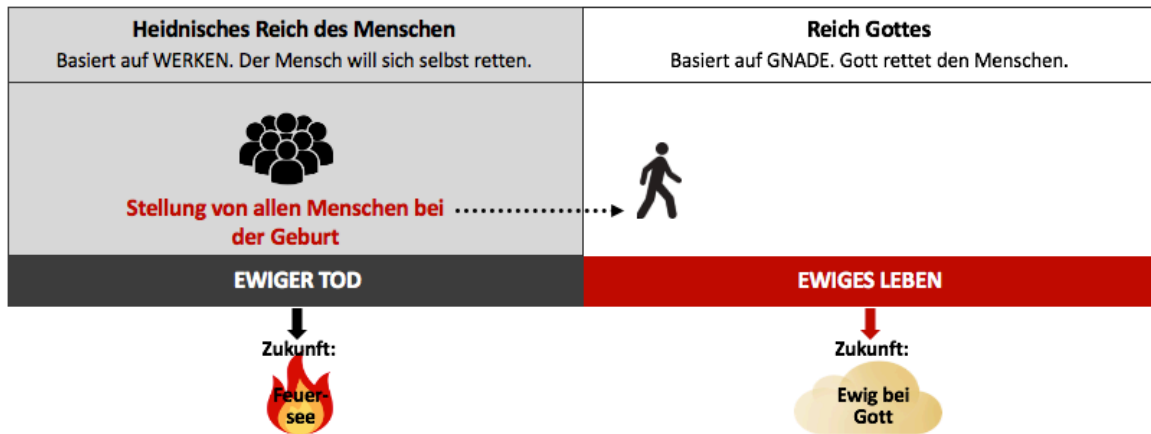 Heidnisches Reich des Menschen
Basiert auf WERKEN. Der Mensch will sich selbst retten.
Reich Gottes
Basiert auf GNADE. Gott rettet den Menschen.
Stellung von allen Menschen bei
der Geburt
EWIGER TOD
EWIGES LEBEN
Zukunft:
Feuer-
see
Zukunft:
Ewig bei
Gott